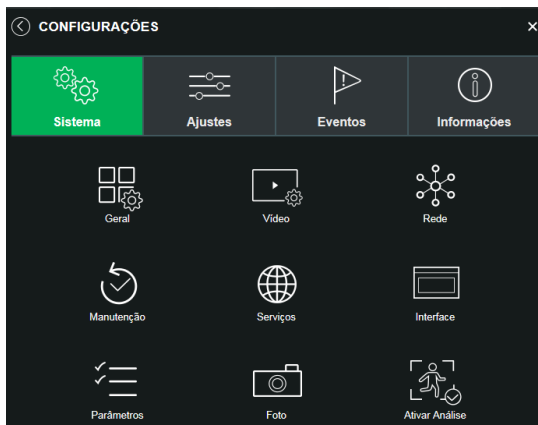 CONFIGURAÇÕES
Sistema
Ajustes
Eventos
Informações
Geral
Vídeo
Rede
Manutenção
Serviços
Interface
Parâmetros
Foto
Ativar Análise